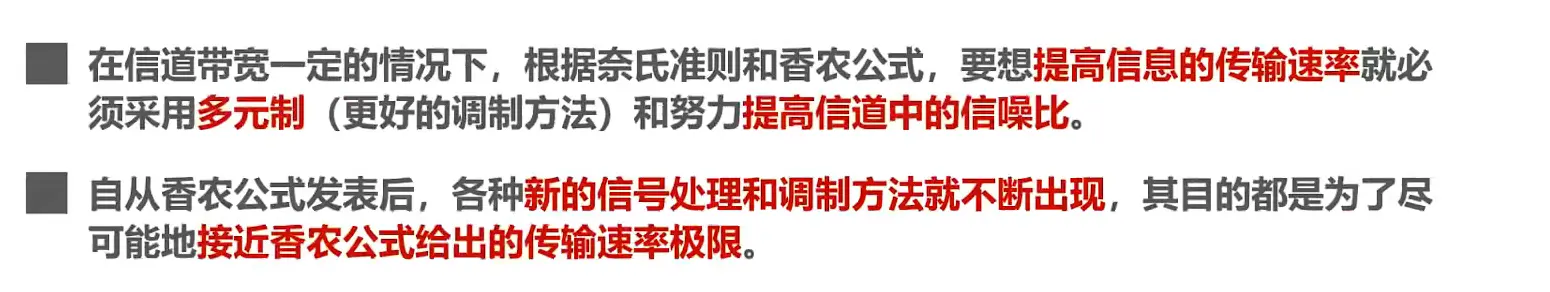 在信道带宽一定的情况下，根据奈氏准则和香农公式，要想提高信息的传输速率就必
须采用多元制（更好的调制方法）和努力提高信道中的信噪比。
自从香农公式发表后，各种新的信号处理和调制方法就不断出现，其目的都是为了尽
可能地接近香农公式给出的传输速率极限。